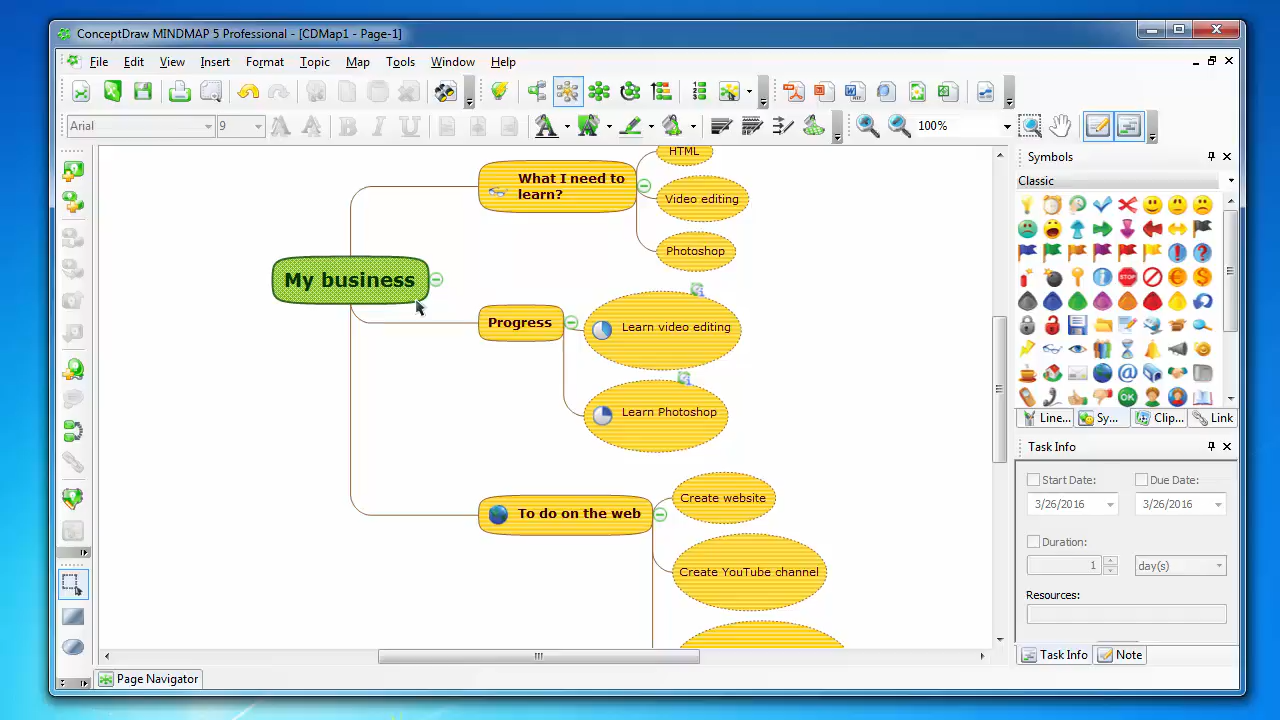 ConceptDraw MINDMAP 5 Professional - [CDMap1 - Page-1]
File Edit View Insert Format Topic Map Tools Window Help
Arial 9 100%
HTML
What I need to
learn?
Video editing
Photoshop
My business
Progress
Learn video editing
Learn Photoshop
Create website
To do on the web
Create YouTube channel
Symbols
Classic
STOP
OK
Line... Sy... Clip... Link
Task Info
Start Date: Due Date:
3/26/2016 3/26/2016
Duration:
1 day(s)
Resources:
Task Info Note
Page Navigator